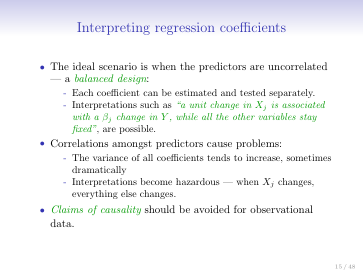 Interpreting regression coefficients
• The ideal scenario is when the predictors are uncorrelated
— a balanced design:
- Each coefficient can be estimated and tested separately.
- Interpretations such as “a unit change in Xj is associated
with a βj change in Y, while all the other variables stay
fixed”, are possible.
• Correlations amongst predictors cause problems:
- The variance of all coefficients tends to increase, sometimes
dramatically
- Interpretations become hazardous — when Xj changes,
everything else changes.
• Claims of causality should be avoided for observational
data.
15 / 48